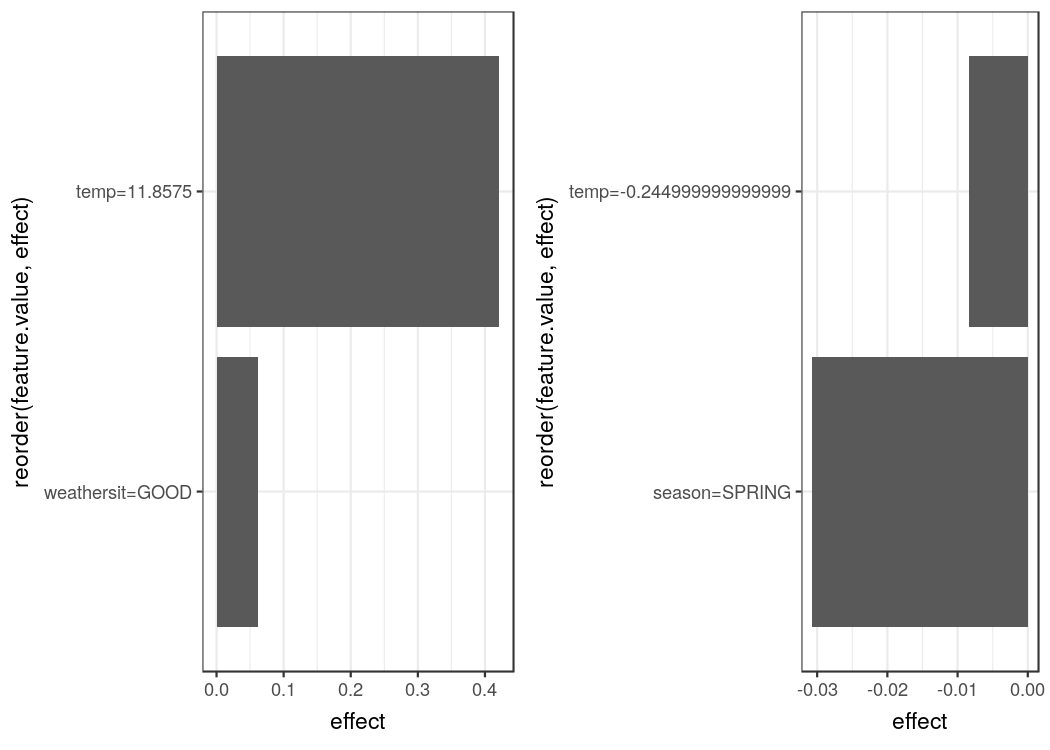 reorder(feature.value, effect)
temp=11.8575
weathersit=GOOD
0.0 0.1 0.2 0.3 0.4
effect
reorder(feature.value, effect)
temp=-0.244999999999999
season=SPRING
-0.03 -0.02 -0.01 0.00
effect